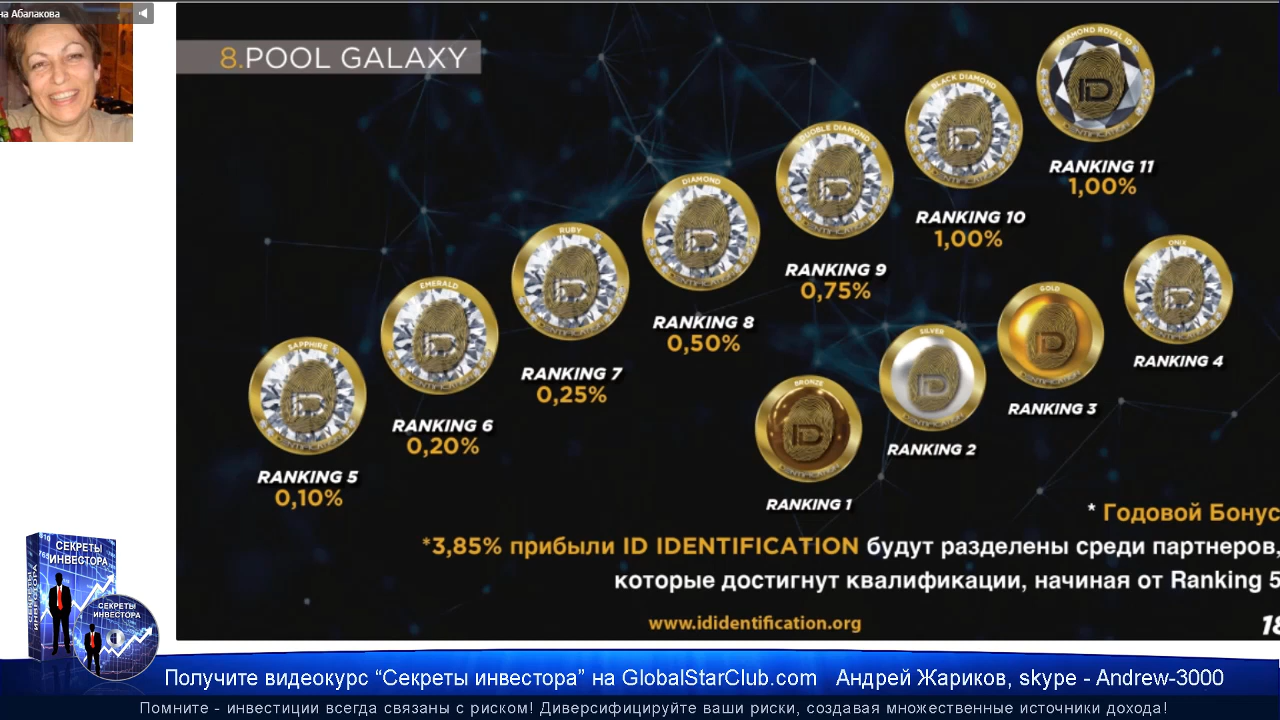 на Абалакова
8.POOL GALAXY
DIAMOND ROYAL ID
BLACK DIAMOND
DUOBLE DIAMOND
DIAMOND
RUBY
EMERALD
SAPPHIRE
ONIX
GOLD
SILVER
BRONZE
RANKING 11
1,00%
RANKING 10
1,00%
RANKING 9
0,75%
RANKING 8
0,50%
RANKING 7
0,25%
RANKING 6
0,20%
RANKING 5
0,10%
RANKING 4
RANKING 3
RANKING 2
RANKING 1
* Годовой Бонус
*3,85% прибыли ID IDENTIFICATION будут разделены среди партнеров,
которые достигнут квалификации, начиная от Ranking 5
www.ididentification.org
18
СЕКРЕТЫ
ИНВЕСТОРА
СЕКРЕТЫ
ИНВЕСТОРА
Получите видеокурс “Секреты инвестора” на GlobalStarClub.com Андрей Жариков, skype - Andrew-3000
Помните - инвестиции всегда связаны с риском! Диверсифицируйте ваши риски, создавая множественные источники дохода!